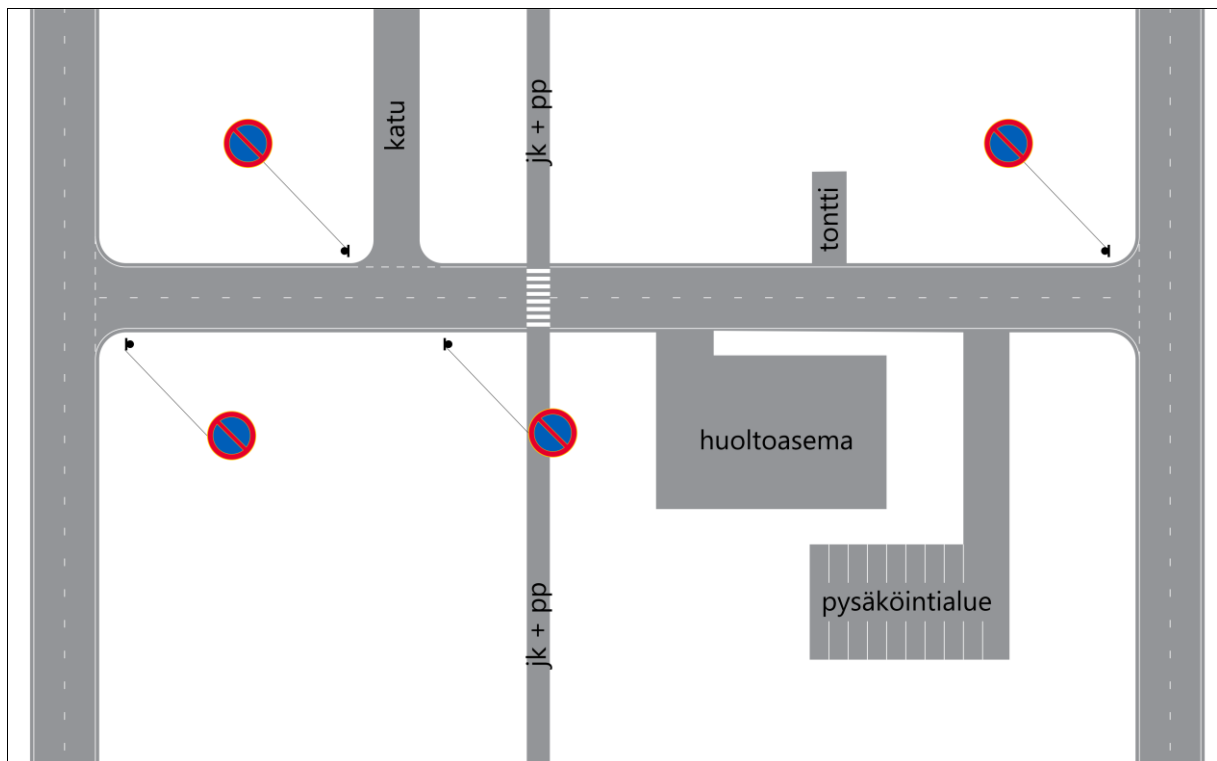 katu
jk + pp
tontti
huoltoasema
pysäköintialue
jk + pp